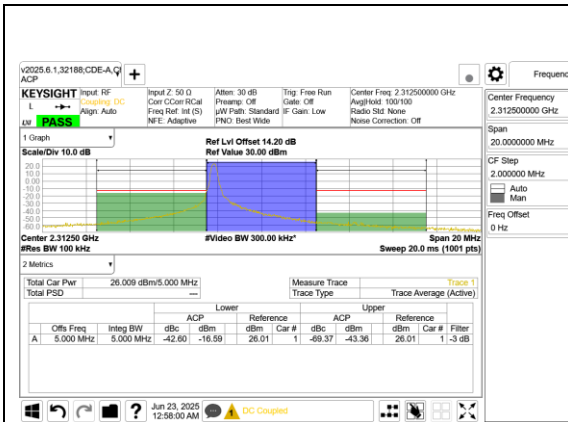 v2025.6.1,32188;CDE-A,C
ACP
+
Frequenc
KEYSIGHT
L
PASS
Input: RF
Coupling: DC
Align: Auto
Input Z: 50 Ω
Corr CCorr RCal
Freq Ref: Int (S)
NFE: Adaptive
Atten: 30 dB
Preamp: Off
µW Path: Standard
PNO: Best Wide
Trig: Free Run
Gate: Off
IF Gain: Low
Center Freq: 2.312500000 GHz
Avg|Hold: 100/100
Radio Std: None
Noise Correction: Off
Center Frequency
2.312500000 GHz
Span
20.0000000 MHz
CF Step
2.000000 MHz
Auto
Man
Freq Offset
0 Hz
1 Graph
Scale/Div 10.0 dB
Ref Lvl Offset 14.20 dB
Ref Value 30.00 dBm
20.0
10.0
0.00
-10.0
-20.0
-30.0
-40.0
-50.0
-60.0
Center 2.31250 GHz
#Res BW 100 kHz
#Video BW 300.00 kHz*
Span 20 MHz
Sweep 20.0 ms (1001 pts)
2 Metrics
Total Car Pwr 26.009 dBm/5.000 MHz
Total PSD ---
Measure Trace Trace 1
Trace Type Trace Average (Active)
Lower Upper
ACP Reference ACP Reference
Offs Freq Integ BW dBc dBm dBm Car # dBc dBm dBm Car # Filter
A 5.000 MHz 5.000 MHz -42.60 -16.59 26.01 1 -69.37 -43.36 26.01 1 -3 dB
?
Jun 23, 2025
12:58:00 AM
DC Coupled